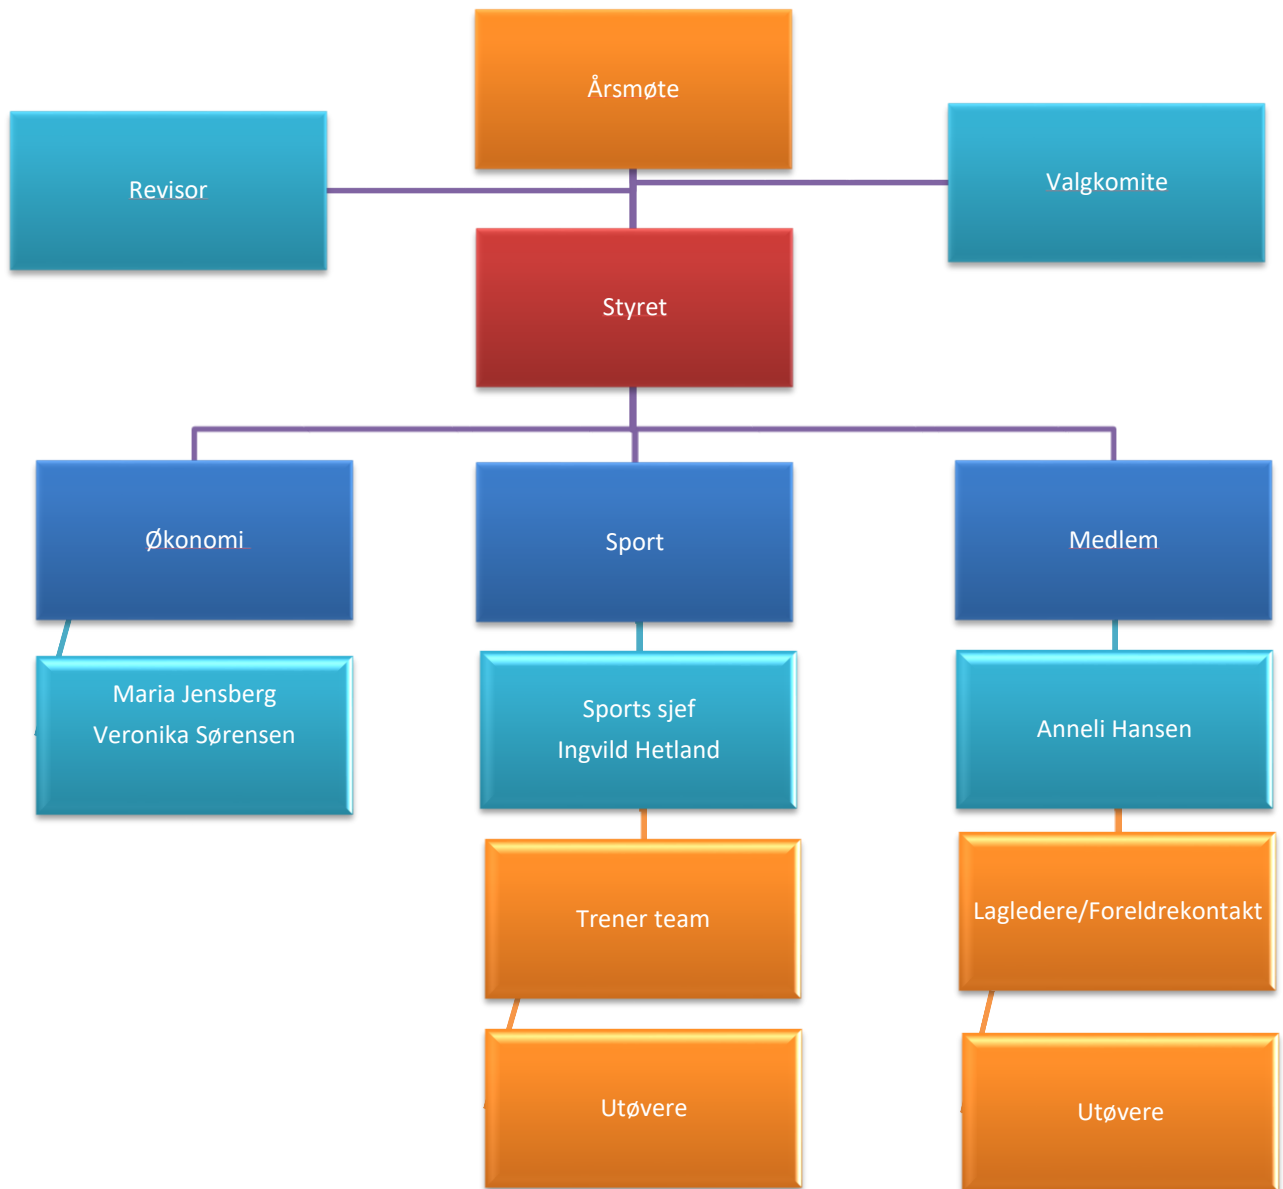 Årsmøte
Revisor
Valgkomite
Styret
Økonomi
Sport
Medlem
Maria Jensberg
Veronika Sørensen
Sports sjef
Ingvild Hetland
Anneli Hansen
Trener team
Lagledere/Foreldrekontakt
Utøvere
Utøvere